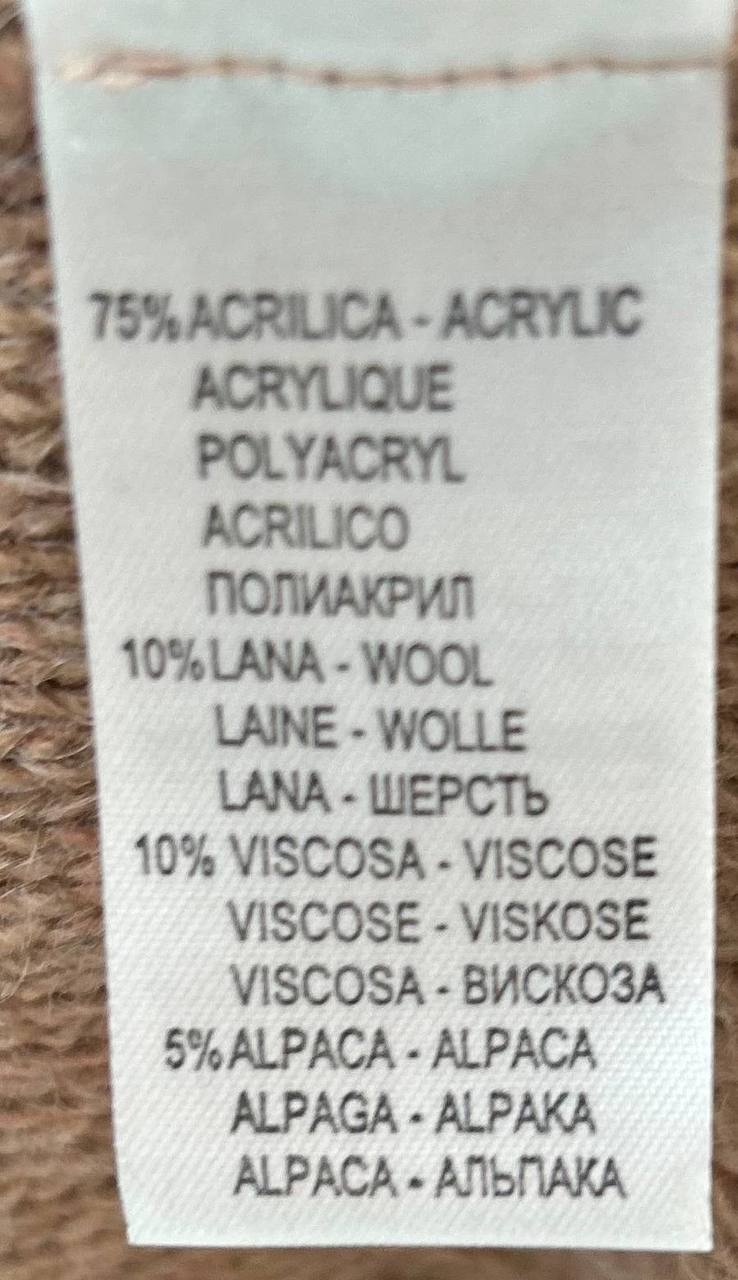 75% ACRILICA - ACRYLIC
ACRYLIQUE
POLYACRYL
ACRILICO
ПОЛИАКРИЛ
10% LANA - WOOL
LAINE - WOLLE
LANA - ШЕРСТЬ
10% VISCOSA - VISCOSE
VISCOSE - VISKOSE
VISCOSA - ВИСКОЗА
5% ALPACA - ALPACA
ALPAGA - ALPAKA
ALPACA - АЛЬПАКА